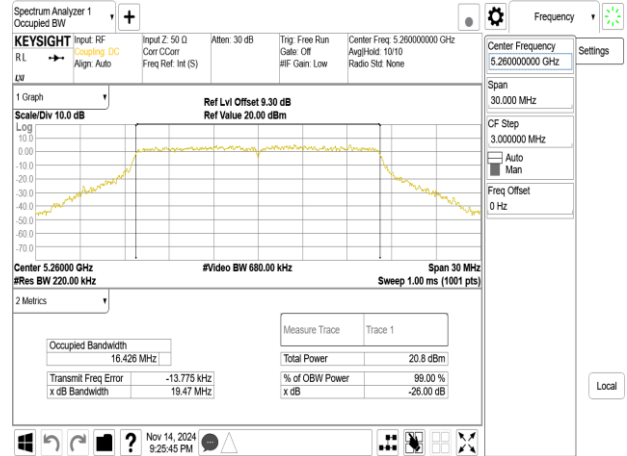 Spectrum Analyzer 1
Occupied BW
Frequency
KEYSIGHT
Input: RF
Coupling: DC
Align: Auto
Input Z: 50 Ω
Corr CCorr
Freq Ref: Int (S)
Atten: 30 dB
Trig: Free Run
Gate: Off
#IF Gain: Low
Center Freq: 5.260000000 GHz
Avg|Hold: 10/10
Radio Std: None
R L
LXI
Center Frequency
5.260000000 GHz
Settings
Span
30.000 MHz
CF Step
3.000000 MHz
Auto
Man
Freq Offset
0 Hz
Local
1 Graph
Scale/Div 10.0 dB
Ref Lvl Offset 9.30 dB
Ref Value 20.00 dBm
Log
10.0
0.00
-10.0
-20.0
-30.0
-40.0
-50.0
-60.0
-70.0
Center 5.26000 GHz
#Res BW 220.00 kHz
#Video BW 680.00 kHz
Span 30 MHz
Sweep 1.00 ms (1001 pts)
2 Metrics
Measure Trace
Trace 1
Occupied Bandwidth
16.426 MHz
Total Power
20.8 dBm
Transmit Freq Error
-13.775 kHz
% of OBW Power
99.00 %
x dB Bandwidth
19.47 MHz
x dB
-26.00 dB
?
Nov 14, 2024
9:25:45 PM